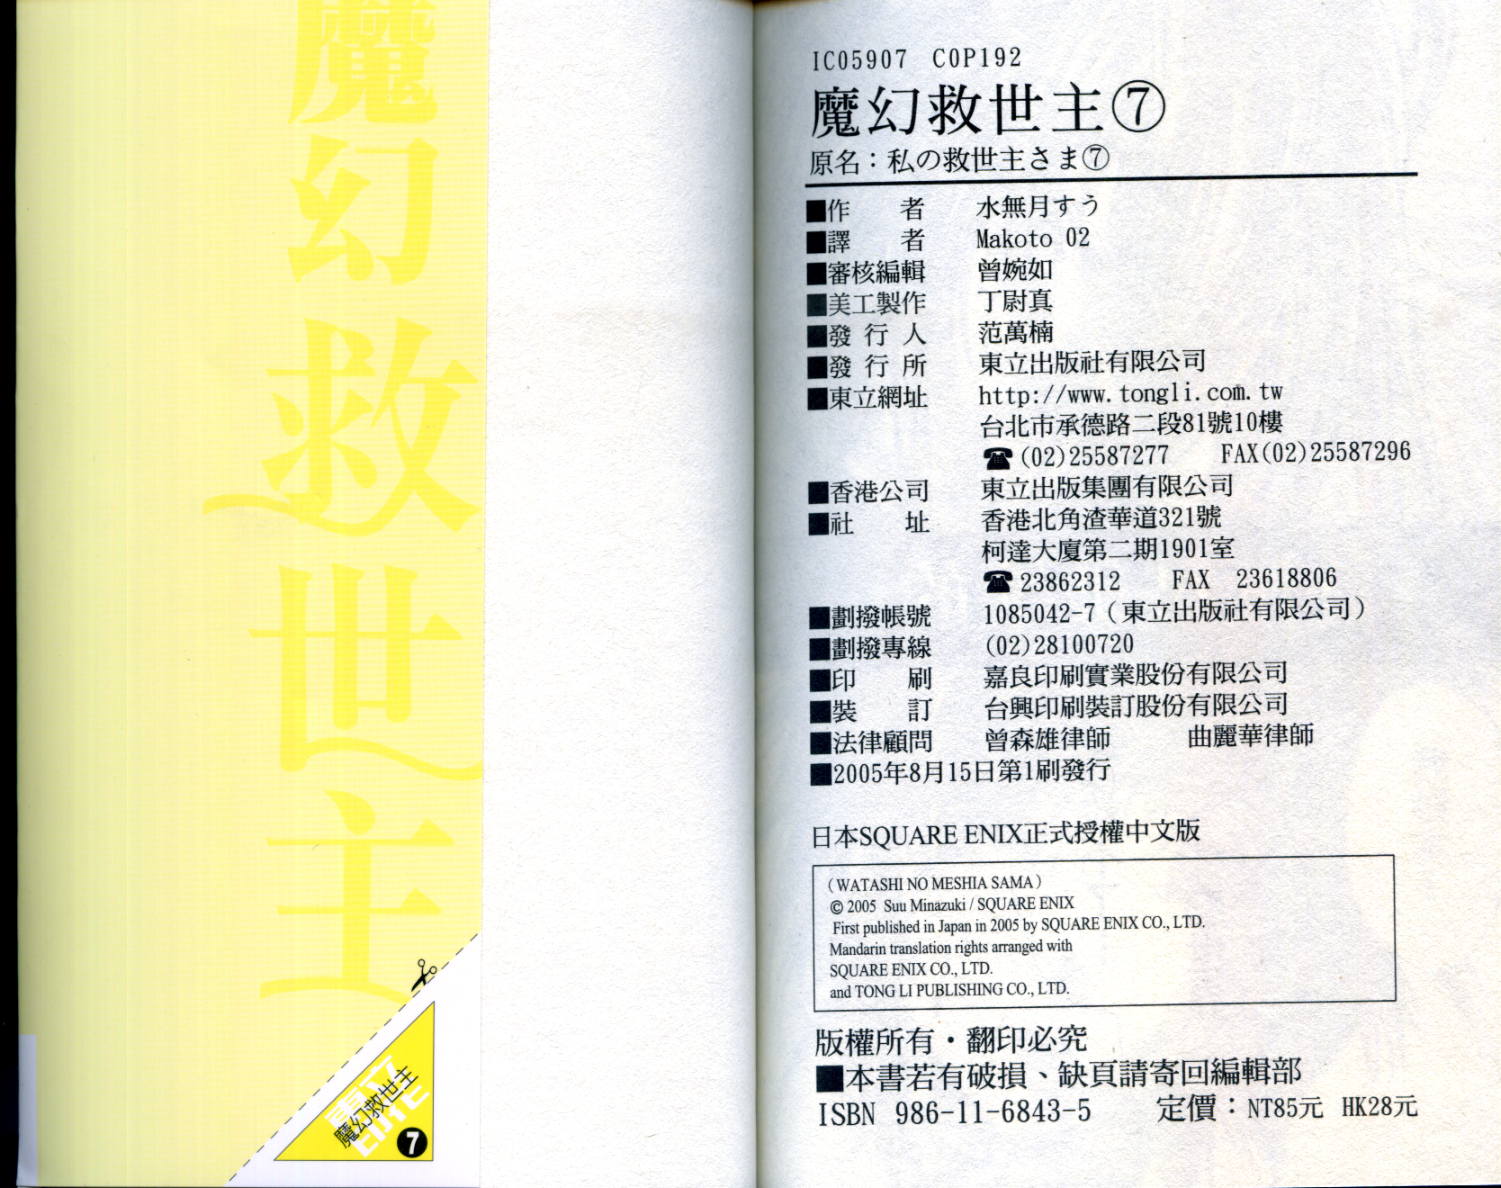 魔幻救世主
東立
魔幻救世主
7
IC05907 C0P192
魔幻救世主⑦
原名：私の救世主さま⑦
■作 者 水無月すう
■譯 者 Makoto 02
■審核編輯 曾婉如
■美工製作 丁尉真
■發行人 范萬楠
■發行所 東立出版社有限公司
■東立網址 http://www.tongli.com.tw
台北市承德路二段81號10樓
☎(02)25587277 FAX(02)25587296
■香港公司 東立出版集團有限公司
■社 址 香港北角渣華道321號
柯達大廈第二期1901室
☎23862312 FAX 23618806
■劃撥帳號 1085042-7（東立出版社有限公司）
■劃撥專線 (02)28100720
■印 刷 嘉良印刷實業股份有限公司
■裝 訂 台興印刷裝訂股份有限公司
■法律顧問 曾森雄律師 曲麗華律師
■2005年8月15日第1刷發行
日本SQUARE ENIX正式授權中文版
（WATASHI NO MESHIA SAMA）
© 2005 Suu Minazuki / SQUARE ENIX
First published in Japan in 2005 by SQUARE ENIX CO., LTD.
Mandarin translation rights arranged with
SQUARE ENIX CO., LTD.
and TONG LI PUBLISHING CO., LTD.
版權所有・翻印必究
■本書若有破損、缺頁請寄回編輯部
ISBN 986-11-6843-5 定價：NT85元 HK28元